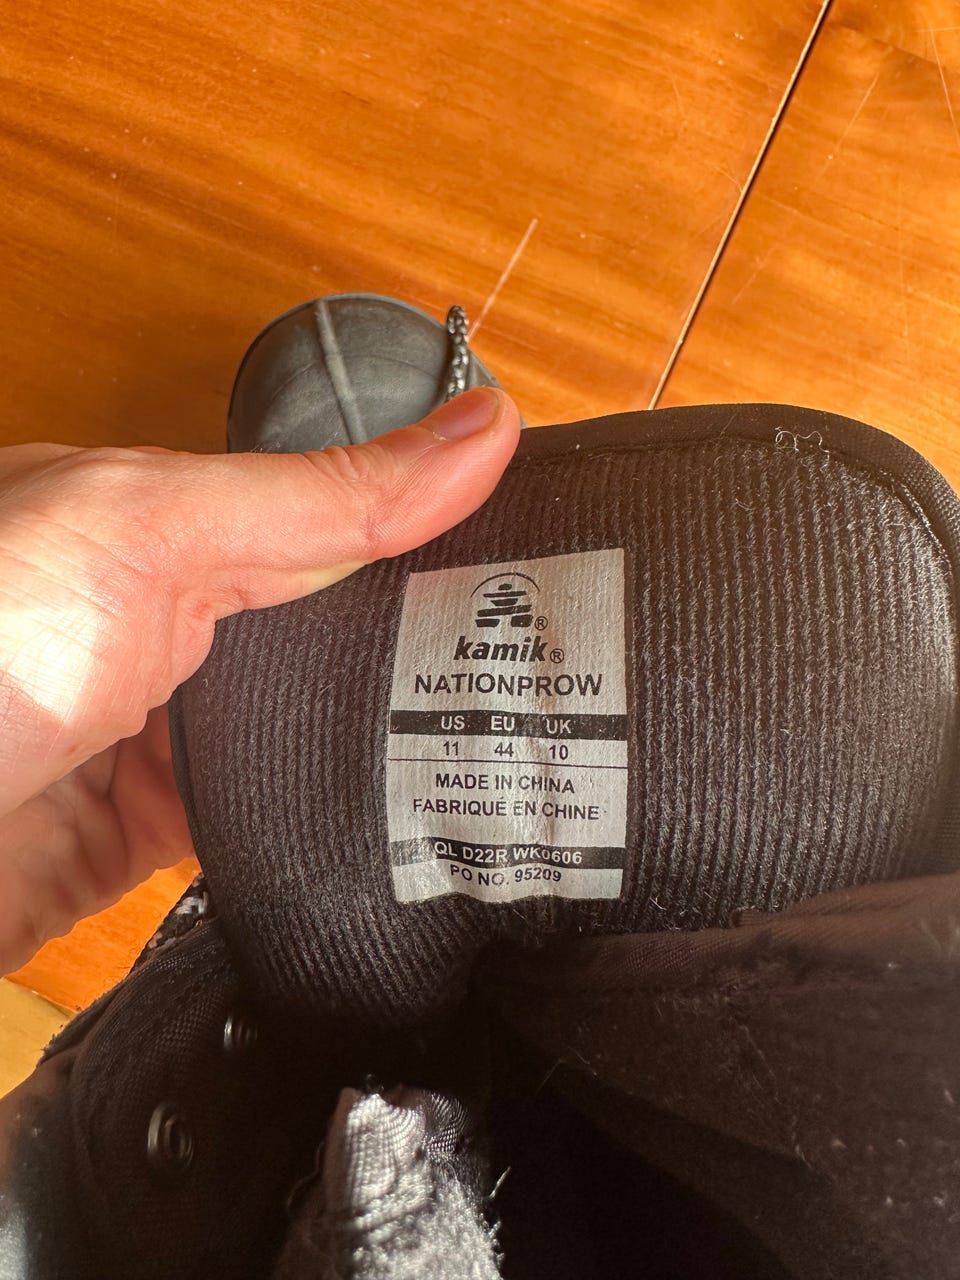 ®
kamik®
NATIONPROW
US EU UK
11 44 10
MADE IN CHINA
FABRIQUÉ EN CHINE
QL D22R WK0606
PO NO. 95209